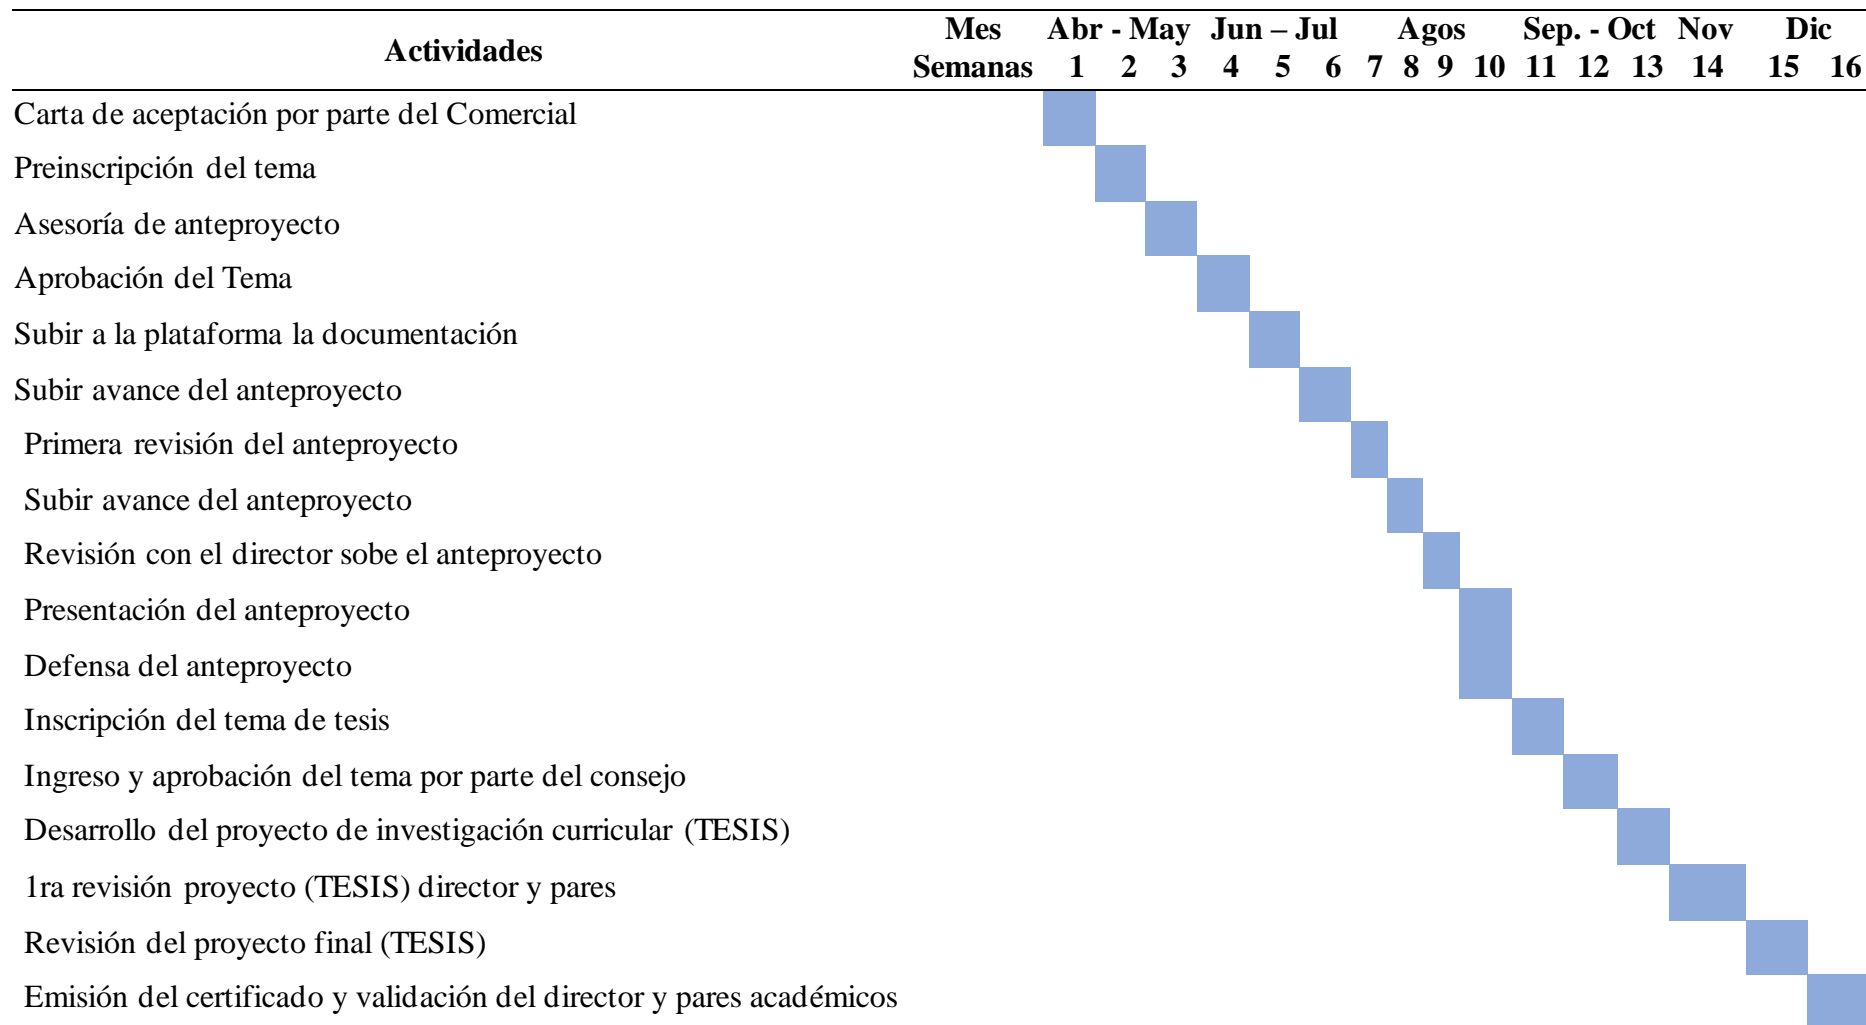 Actividades Mes Abr - May Jun – Jul Agos Sep. - Oct Nov Dic
Semanas 1 2 3 4 5 6 7 8 9 10 11 12 13 14 15 16
Carta de aceptación por parte del Comercial
Preinscripción del tema
Asesoría de anteproyecto
Aprobación del Tema
Subir a la plataforma la documentación
Subir avance del anteproyecto
Primera revisión del anteproyecto
Subir avance del anteproyecto
Revisión con el director sobe el anteproyecto
Presentación del anteproyecto
Defensa del anteproyecto
Inscripción del tema de tesis
Ingreso y aprobación del tema por parte del consejo
Desarrollo del proyecto de investigación curricular (TESIS)
1ra revisión proyecto (TESIS) director y pares
Revisión del proyecto final (TESIS)
Emisión del certificado y validación del director y pares académicos